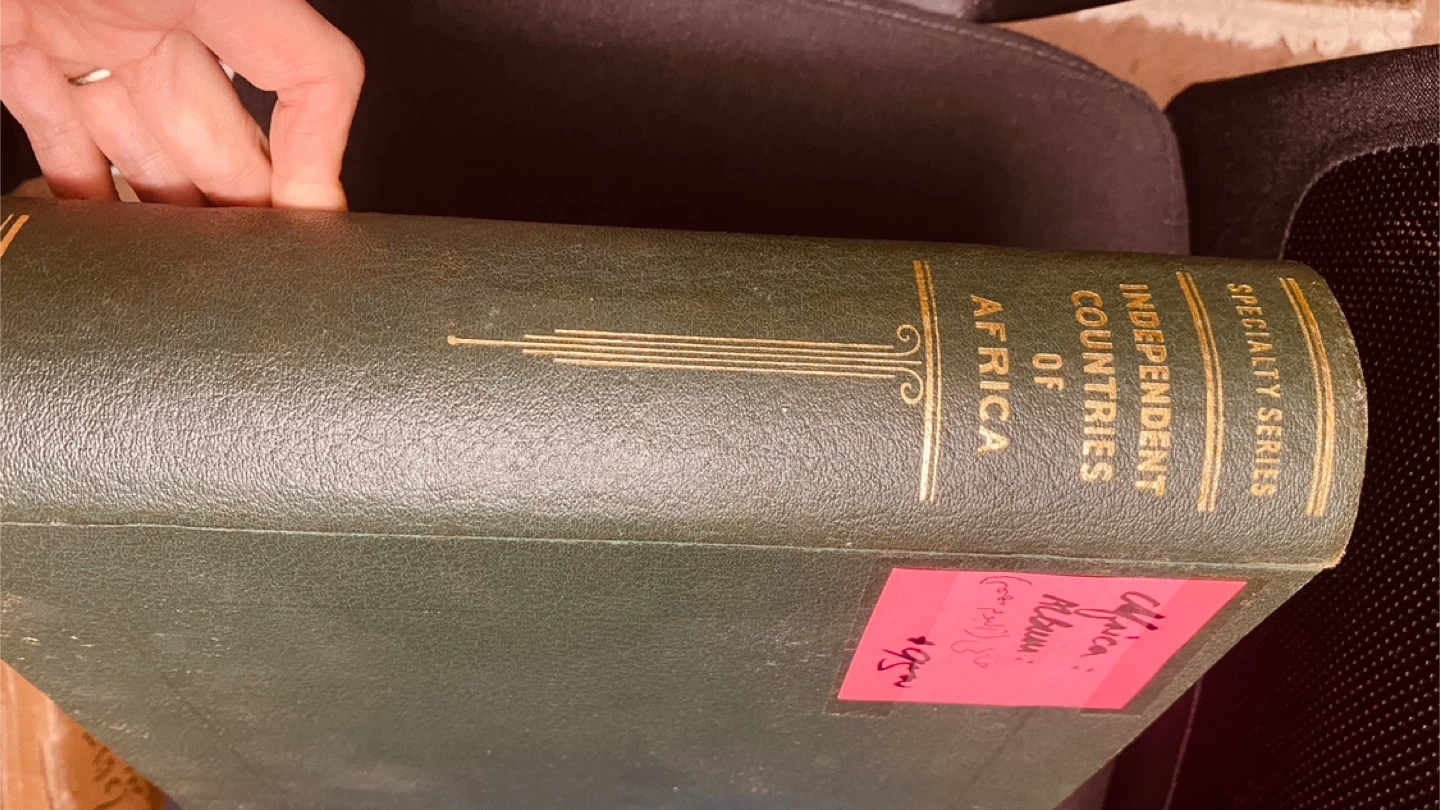 SPECIALTY SERIES
INDEPENDENT
COUNTRIES
OF
AFRICA
Africa:
Album: